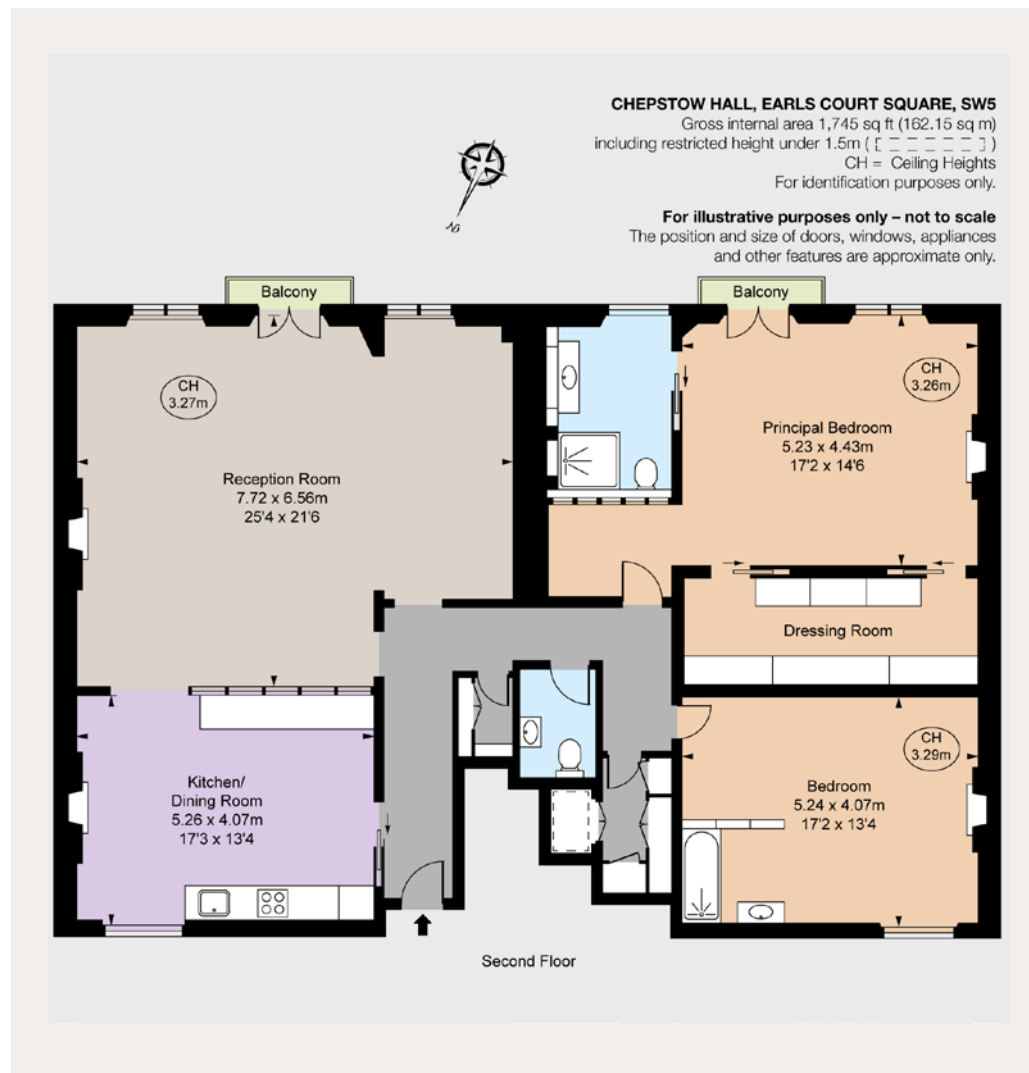 CHEPSTOW HALL, EARLS COURT SQUARE, SW5
Gross internal area 1,745 sq ft (162.15 sq m)
including restricted height under 1.5m ( )
CH = Ceiling Heights
For identification purposes only.
For illustrative purposes only – not to scale
The position and size of doors, windows, appliances
and other features are approximate only.
N
Balcony
Balcony
CH
3.27m
CH
3.26m
Reception Room
7.72 x 6.56m
25'4 x 21'6
Principal Bedroom
5.23 x 4.43m
17'2 x 14'6
Dressing Room
Kitchen/
Dining Room
5.26 x 4.07m
17'3 x 13'4
CH
3.29m
Bedroom
5.24 x 4.07m
17'2 x 13'4
Second Floor